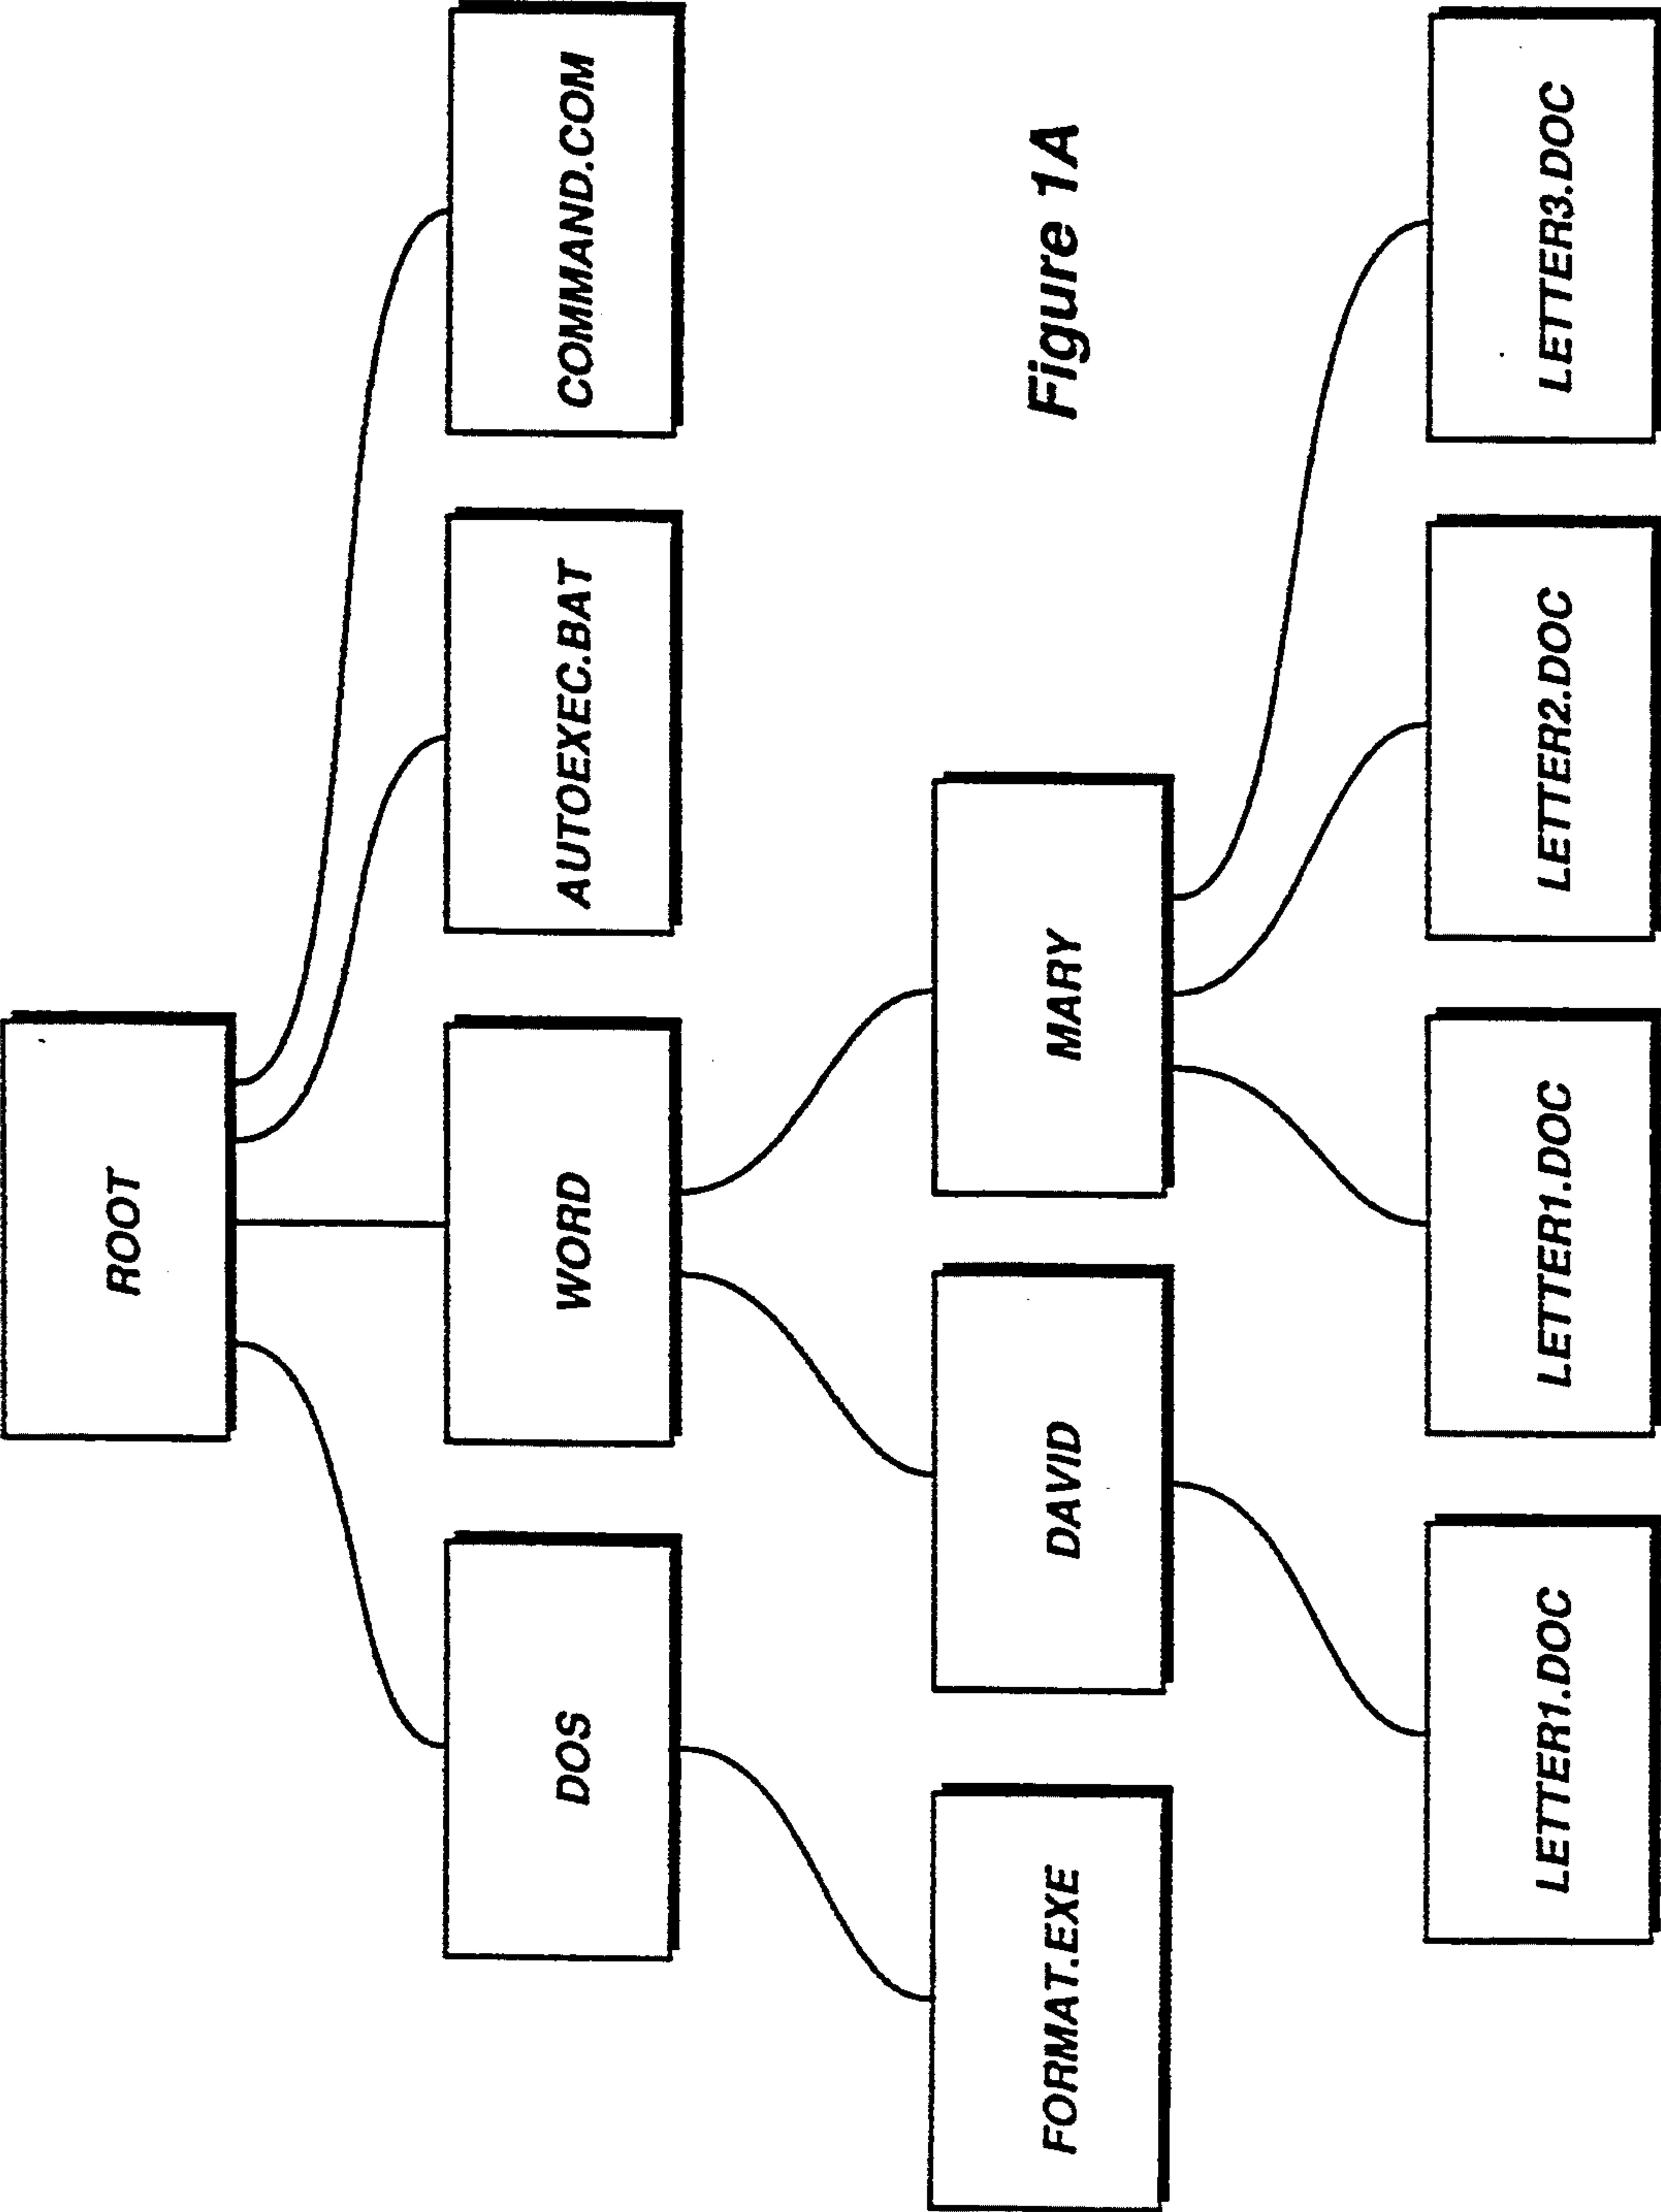 ROOT
DOS
WORD
AUTOEXEC.BAT
COMMAND.COM
FORMAT.EXE
DAVID
MARY
Figure 1A
LETTER1.DOC
LETTER1.DOC
LETTER2.DOC
LETTER3.DOC